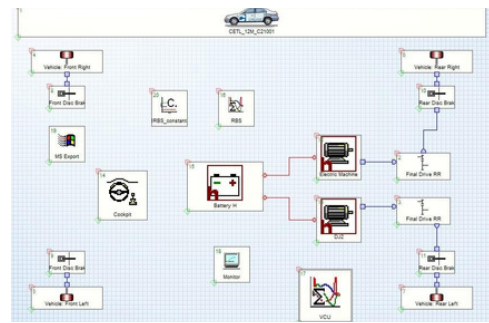 CSTL_12M_C21001
Vehicle: Front Right
Vehicle: Rear Right
Front Disc Brak
IRBS_constant
RBS
Rear Disc Brak
MS Export
Electric Machine
Final Drive RR
Cockpit
Battery H
Final Drive RR
DJ2
Front Disc Brak
Monitor
Rear Disc Brak
Vehicle: Front Left
VCU
Vehicle: Rear Left